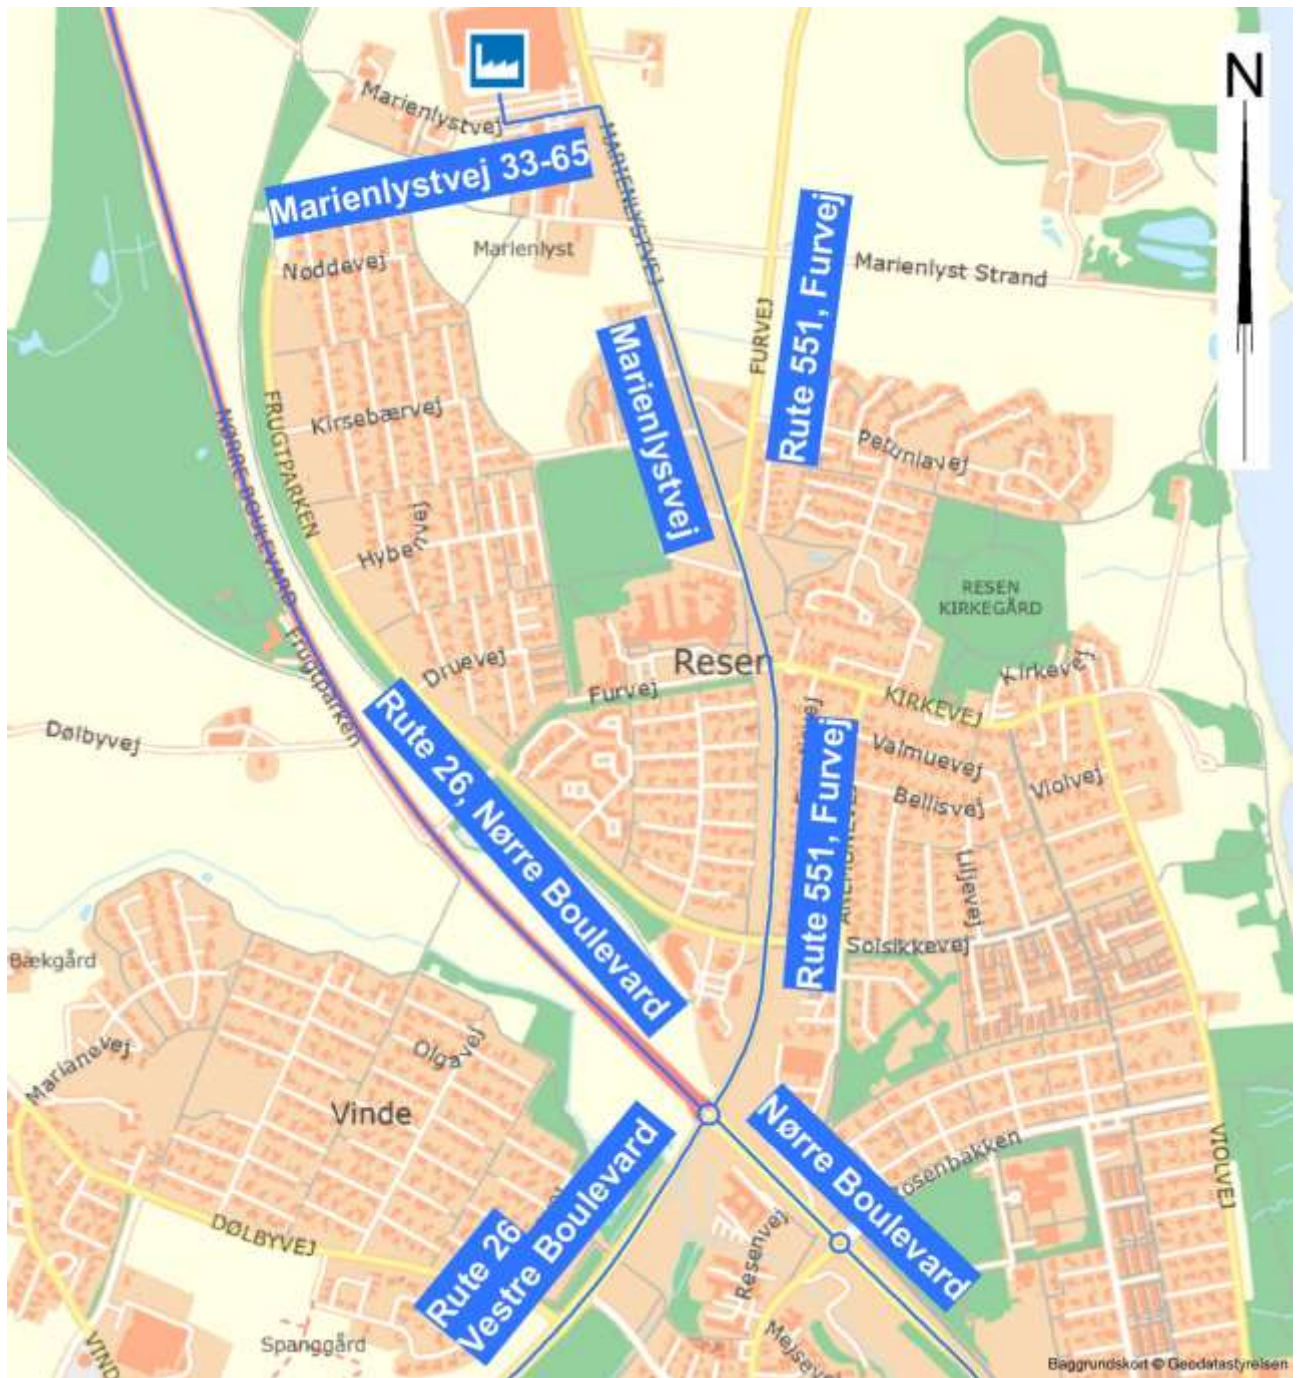 N
Marienlystvej
MARIENLYSTVEJ
Marienlystvej 33-65
Rute 551, Furvej
Marienlyst
Nøddevej
Marienlyst Strand
FURVEJ
Marienlystvej
Kirsebærvej
FRUGTPARKEN
NØRRE BOULEVARD
Petuniavej
Hybenvej
RESEN
KIRKEGÅRD
Frugtparken
Druevej
Resen
Kirkevej
Furvej
KIRKEVEJ
Dølbyvej
Rute 26, Nørre Boulevard
Rute 551, Furvej
Valmuevej
Violvej
Bellisvej
Liljevej
Solsikkevej
Bækgård
Marianevej
Olgavej
Vinde
Nørre Boulevard
Rosenbakken
VIOLVEJ
Rute 26
Vestre Boulevard
DØLBYVEJ
Resenvej
Spanggård
VIND
Mejsevej
Baggrundskort © Geodatastyrelsen